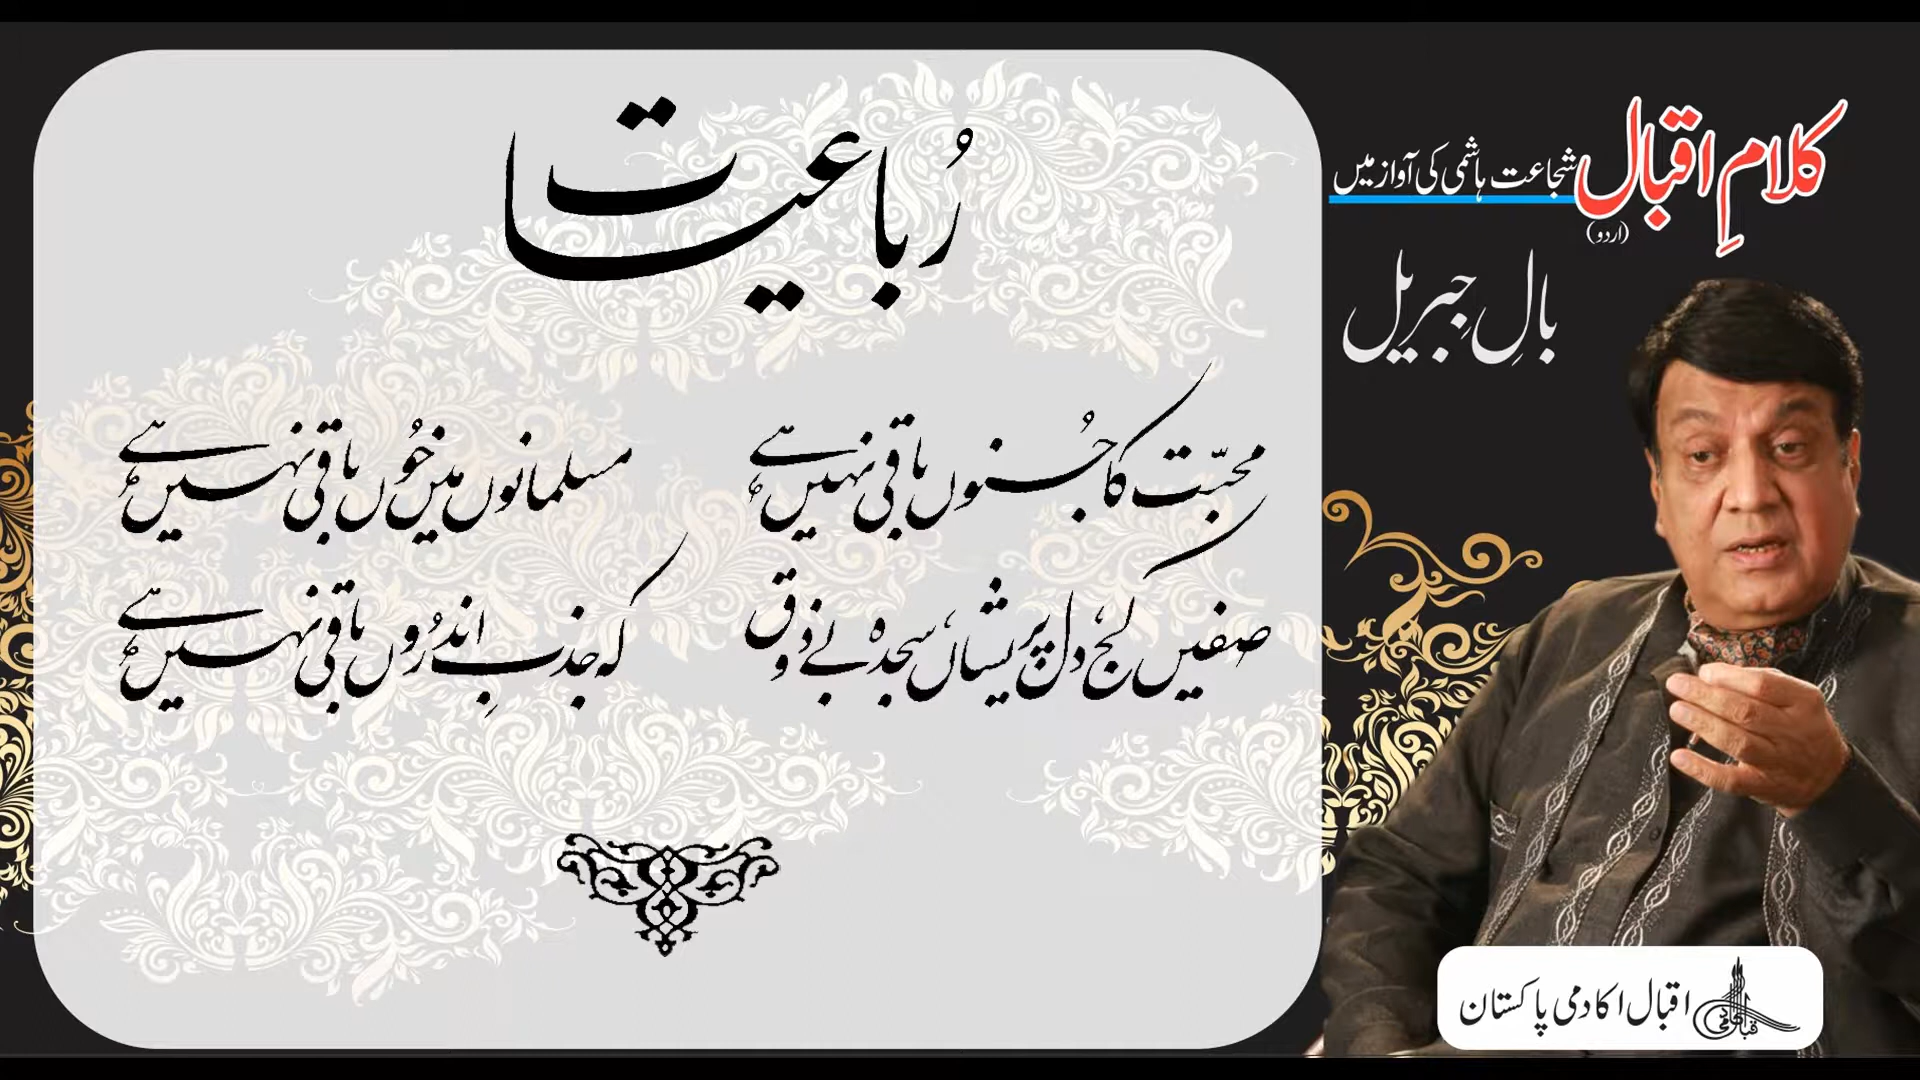 رُباعیات
محبّت کا جُنوں باقی نہیں ہے
مسلمانوں میں خُوں باقی نہیں ہے
صفیں کج، دل پریشاں، سجدہ بے ذوق
کہ جذبِ اندرُوں باقی نہیں ہے
کلامِ اقبال
شجاعت ہاشمی کی آواز میں
(اردو)
بالِ جبریل
اقبال اکادمی پاکستان